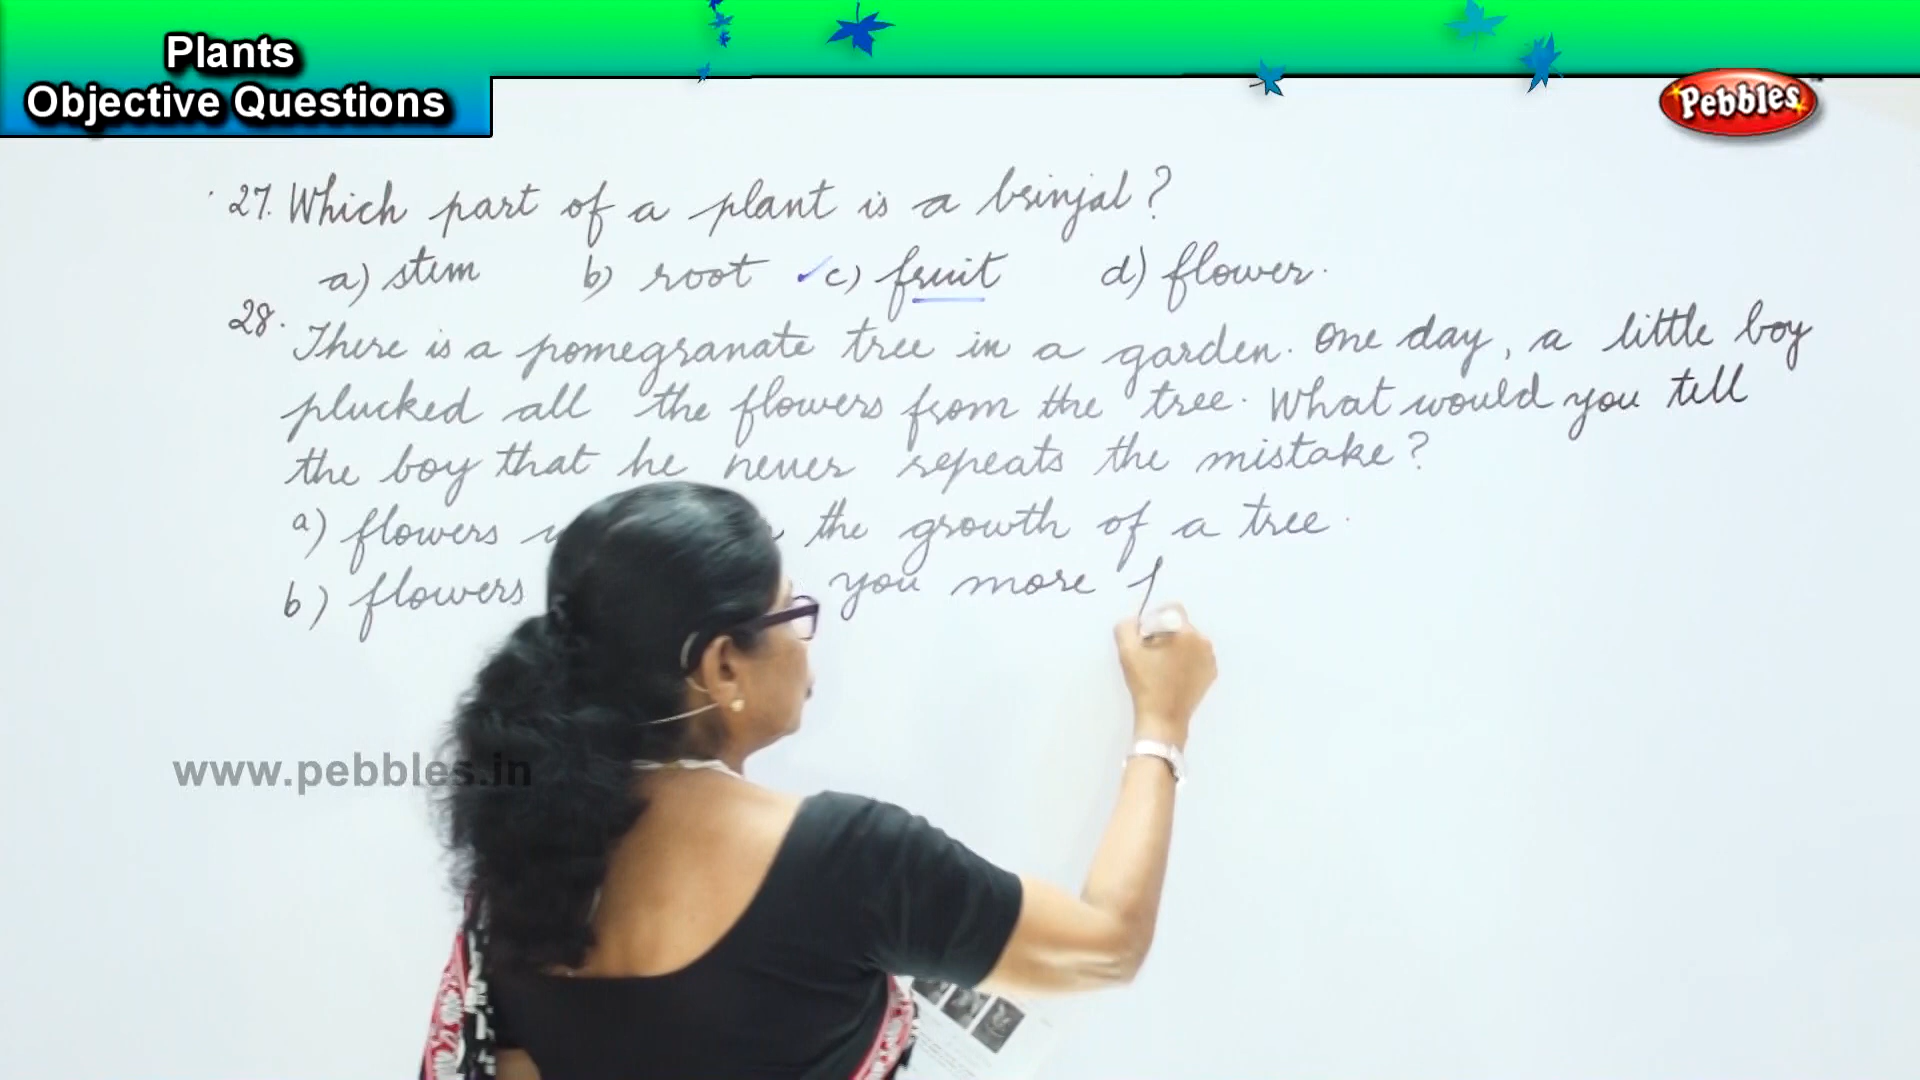 Plants
Objective Questions
Pebbles
27. Which part of a plant is a brinjal?
a) stem b) root ✓c) fruit d) flower.
28. There is a pomegranate tree in a garden. One day, a little boy
plucked all the flowers from the tree. What would you tell
the boy that he never repeats the mistake?
a) flowers the growth of a tree.
b) flowers you more f
www.pebbles.in